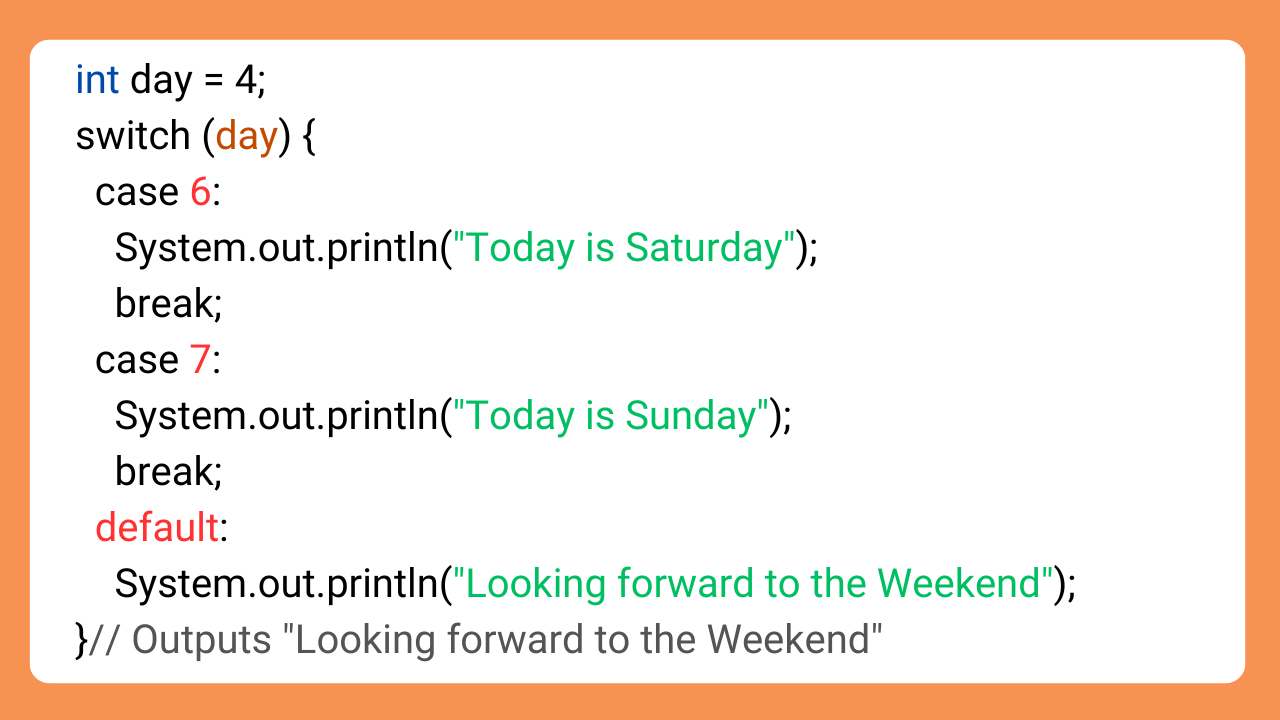 int day = 4;
switch (day) {
case 6:
System.out.println("Today is Saturday");
break;
case 7:
System.out.println("Today is Sunday");
break;
default:
System.out.println("Looking forward to the Weekend");
}// Outputs "Looking forward to the Weekend"